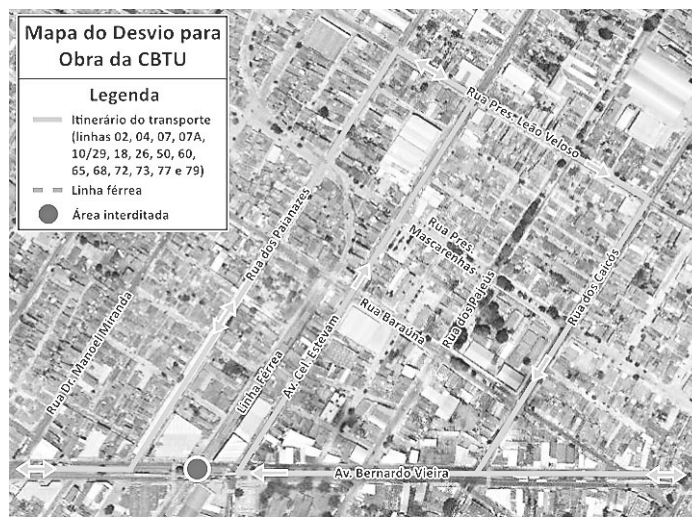 Mapa do Desvio para
Obra da CBTU
Legenda
Itinerário do transporte
(linhas 02, 04, 07, 07A,
10/29, 18, 26, 50, 60,
65, 68, 72, 73, 77 e 79)
Linha férrea
Área interditada
Rua Pres. Leão Veloso
Rua dos Paianazes
Rua Pres.
Mascarenhas
Rua dos Caicós
Rua dos Pajeús
Rua Baraúna
Rua Dr. Manoel Miranda
Linha Férrea
Av. Cel. Estevam
Av. Bernardo Vieira